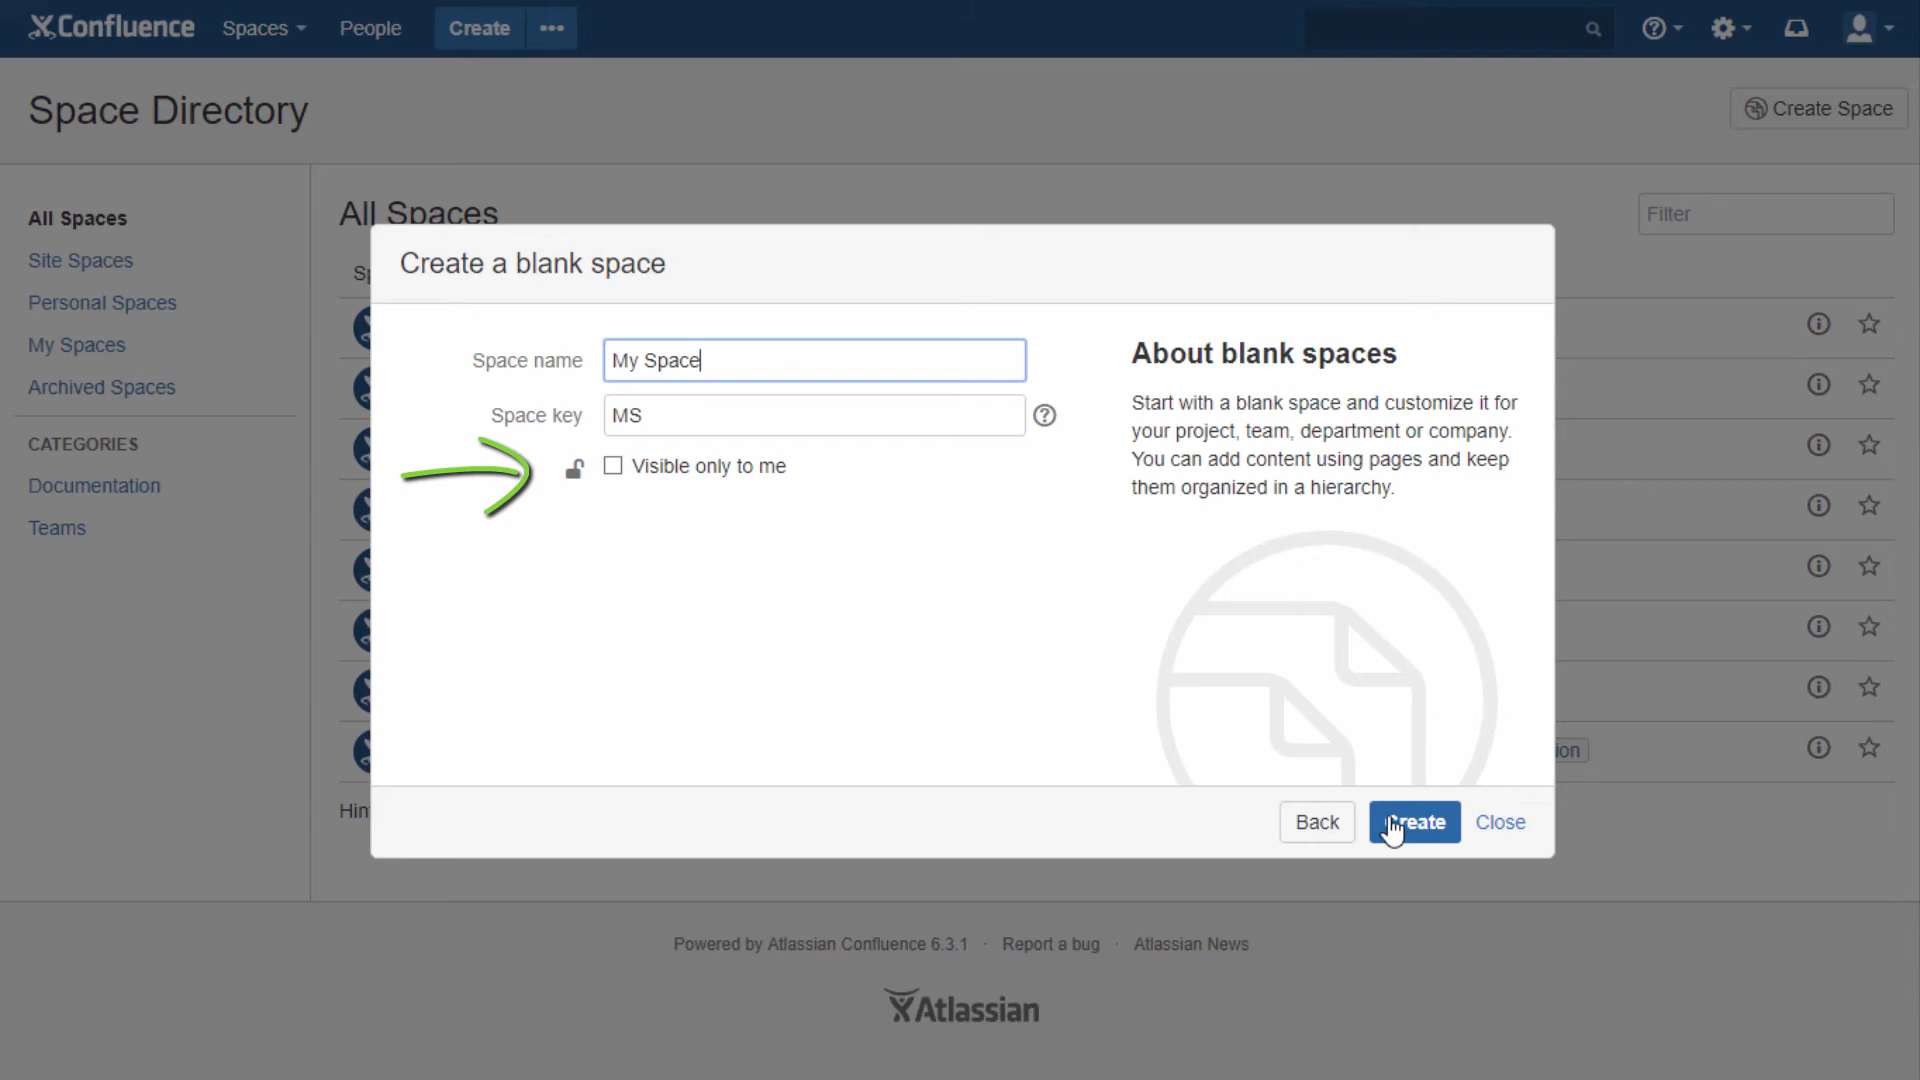 Confluence
Spaces
People
Create
Space Directory
Create Space
All Spaces
Site Spaces
Personal Spaces
My Spaces
Archived Spaces
CATEGORIES
Documentation
Teams
All Spaces
Filter
Create a blank space
Space name
My Space
Space key
MS
Visible only to me
About blank spaces
Start with a blank space and customize it for
your project, team, department or company.
You can add content using pages and keep
them organized in a hierarchy.
Back
Create
Close
Powered by Atlassian Confluence 6.3.1 · Report a bug · Atlassian News
Atlassian